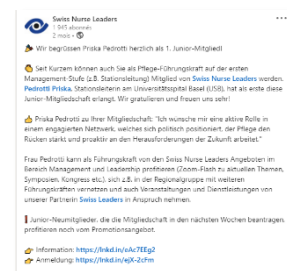 Swiss Nurse Leaders
1 945 abonnés
2 mois •
🎉 Wir begrüssen Priska Pedrotti herzlich als 1. Junior-Mitglied!
Seit Kurzem können auch Sie als Pflege-Führungskraft auf der ersten
Management-Stufe (z.B. Stationsleitung) Mitglied von Swiss Nurse Leaders werden.
Pedrotti Priska, Stationsleiterin am Universitätsspital Basel (USB), hat als erste diese
Junior-Mitgliedschaft erlangt. Wir gratulieren und freuen uns sehr!
Priska Pedrotti zu Ihrer Mitgliedschaft: "Ich wünsche mir eine aktive Rolle in
einem engagierten Netzwerk, welches sich politisch positioniert, der Pflege den
Rücken stärkt und proaktiv an den Herausforderungen der Zukunft arbeitet."
Frau Pedrotti kann als Führungskraft von den Swiss Nurse Leaders Angeboten im
Bereich Management und Leadership profitieren (Zoom-Flash zu aktuellen Themen,
Symposien, Kongress etc.), sich z.B. in der Regionalgruppe mit weiteren
Führungskräften vernetzen und auch Veranstaltungen und Dienstleistungen von
unserer Partnerin Swiss Leaders in Anspruch nehmen.
❗ Junior-Neumitglieder, die die Mitgliedschaft in den nächsten Wochen beantragen,
profitieren noch vom Promotionsangebot.
👉 Information: https://lnkd.in/eAc7EEg2
👉 Anmeldung: https://lnkd.in/ejX-2cFm